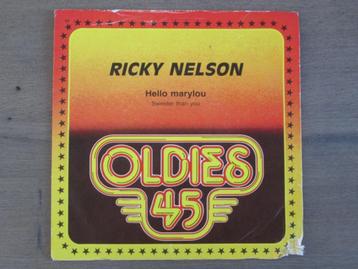 RICKY NELSON
Hello marylou
Sweeter than you
OLDIES
45